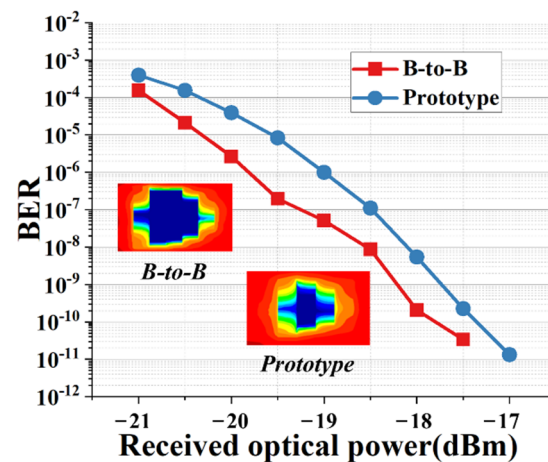 10⁻²
10⁻³
10⁻⁴
10⁻⁵
10⁻⁶
10⁻⁷
10⁻⁸
10⁻⁹
10⁻¹⁰
10⁻¹¹
10⁻¹²
BER
B-to-B
Prototype
B-to-B
Prototype
−21 −20 −19 −18 −17
Received optical power(dBm)